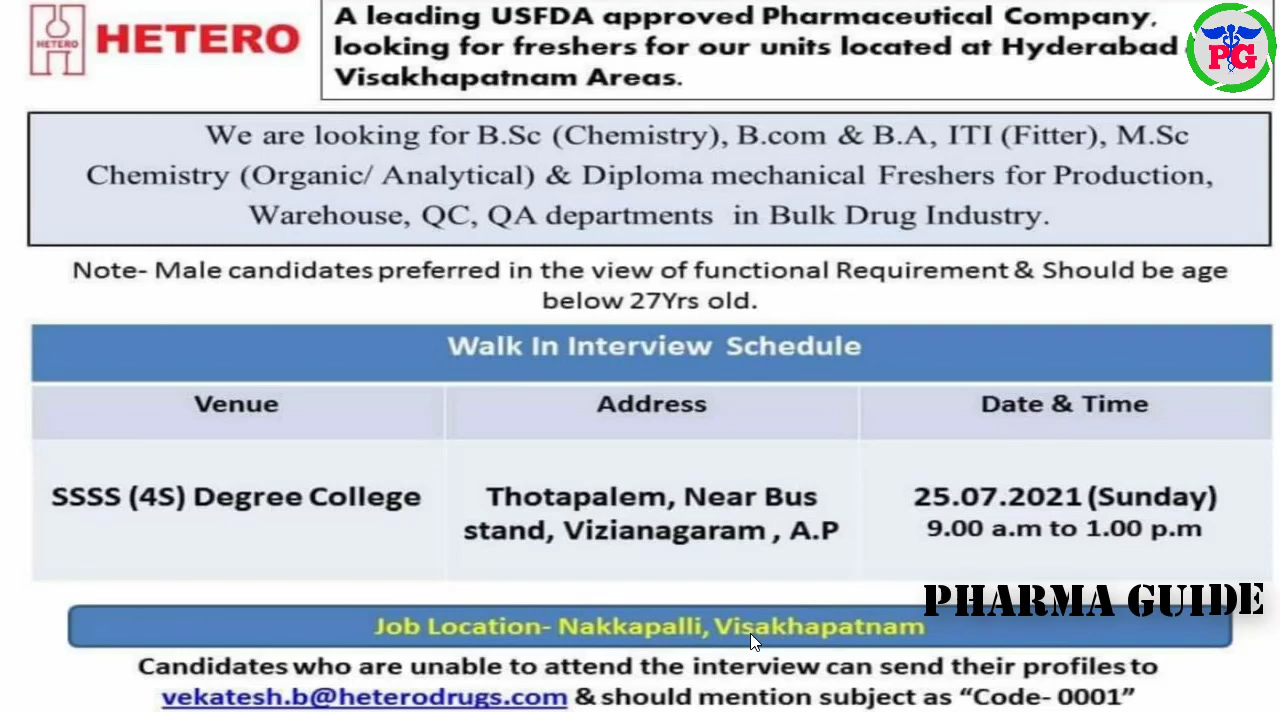 HETERO
HETERO
A leading USFDA approved Pharmaceutical Company,
looking for freshers for our units located at Hyderabad
Visakhapatnam Areas.
PG
We are looking for B.Sc (Chemistry), B.com & B.A, ITI (Fitter), M.Sc
Chemistry (Organic/ Analytical) & Diploma mechanical Freshers for Production,
Warehouse, QC, QA departments in Bulk Drug Industry.
Note- Male candidates preferred in the view of functional Requirement & Should be age
below 27Yrs old.
Walk In Interview Schedule
Venue Address Date & Time
SSSS (4S) Degree College Thotapalem, Near Bus 25.07.2021 (Sunday)
stand, Vizianagaram , A.P 9.00 a.m to 1.00 p.m
PHARMA GUIDE
Job Location- Nakkapalli, Visakhapatnam
Candidates who are unable to attend the interview can send their profiles to
vekatesh.b@heterodrugs.com & should mention subject as “Code- 0001”